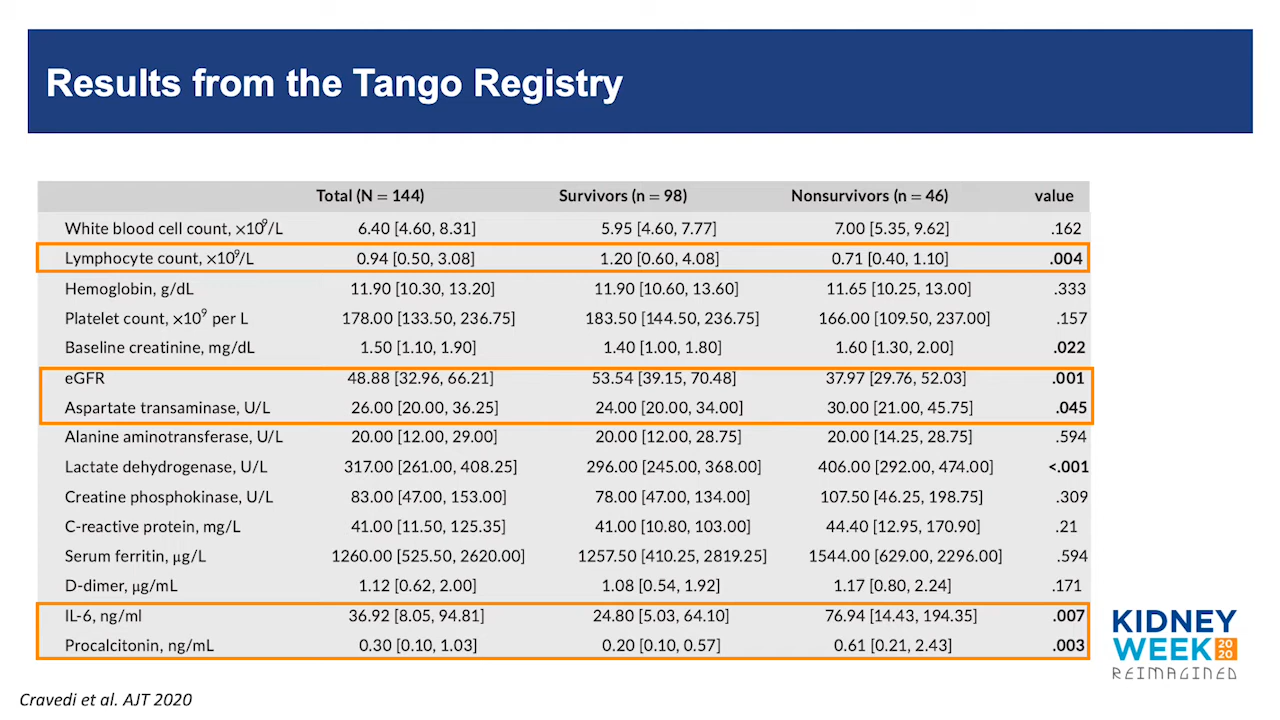 Results from the Tango Registry
Total (N = 144) Survivors (n = 98) Nonsurvivors (n = 46) value
White blood cell count, ×10⁹/L 6.40 [4.60, 8.31] 5.95 [4.60, 7.77] 7.00 [5.35, 9.62] .162
Lymphocyte count, ×10⁹/L 0.94 [0.50, 3.08] 1.20 [0.60, 4.08] 0.71 [0.40, 1.10] .004
Hemoglobin, g/dL 11.90 [10.30, 13.20] 11.90 [10.60, 13.60] 11.65 [10.25, 13.00] .333
Platelet count, ×10⁹ per L 178.00 [133.50, 236.75] 183.50 [144.50, 236.75] 166.00 [109.50, 237.00] .157
Baseline creatinine, mg/dL 1.50 [1.10, 1.90] 1.40 [1.00, 1.80] 1.60 [1.30, 2.00] .022
eGFR 48.88 [32.96, 66.21] 53.54 [39.15, 70.48] 37.97 [29.76, 52.03] .001
Aspartate transaminase, U/L 26.00 [20.00, 36.25] 24.00 [20.00, 34.00] 30.00 [21.00, 45.75] .045
Alanine aminotransferase, U/L 20.00 [12.00, 29.00] 20.00 [12.00, 28.75] 20.00 [14.25, 28.75] .594
Lactate dehydrogenase, U/L 317.00 [261.00, 408.25] 296.00 [245.00, 368.00] 406.00 [292.00, 474.00] <.001
Creatine phosphokinase, U/L 83.00 [47.00, 153.00] 78.00 [47.00, 134.00] 107.50 [46.25, 198.75] .309
C-reactive protein, mg/L 41.00 [11.50, 125.35] 41.00 [10.80, 103.00] 44.40 [12.95, 170.90] .21
Serum ferritin, μg/L 1260.00 [525.50, 2620.00] 1257.50 [410.25, 2819.25] 1544.00 [629.00, 2296.00] .594
D-dimer, μg/mL 1.12 [0.62, 2.00] 1.08 [0.54, 1.92] 1.17 [0.80, 2.24] .171
IL-6, ng/ml 36.92 [8.05, 94.81] 24.80 [5.03, 64.10] 76.94 [14.43, 194.35] .007
Procalcitonin, ng/mL 0.30 [0.10, 1.03] 0.20 [0.10, 0.57] 0.61 [0.21, 2.43] .003
KIDNEY
WEEK 2020
REIMAGINED
Cravedi et al. AJT 2020